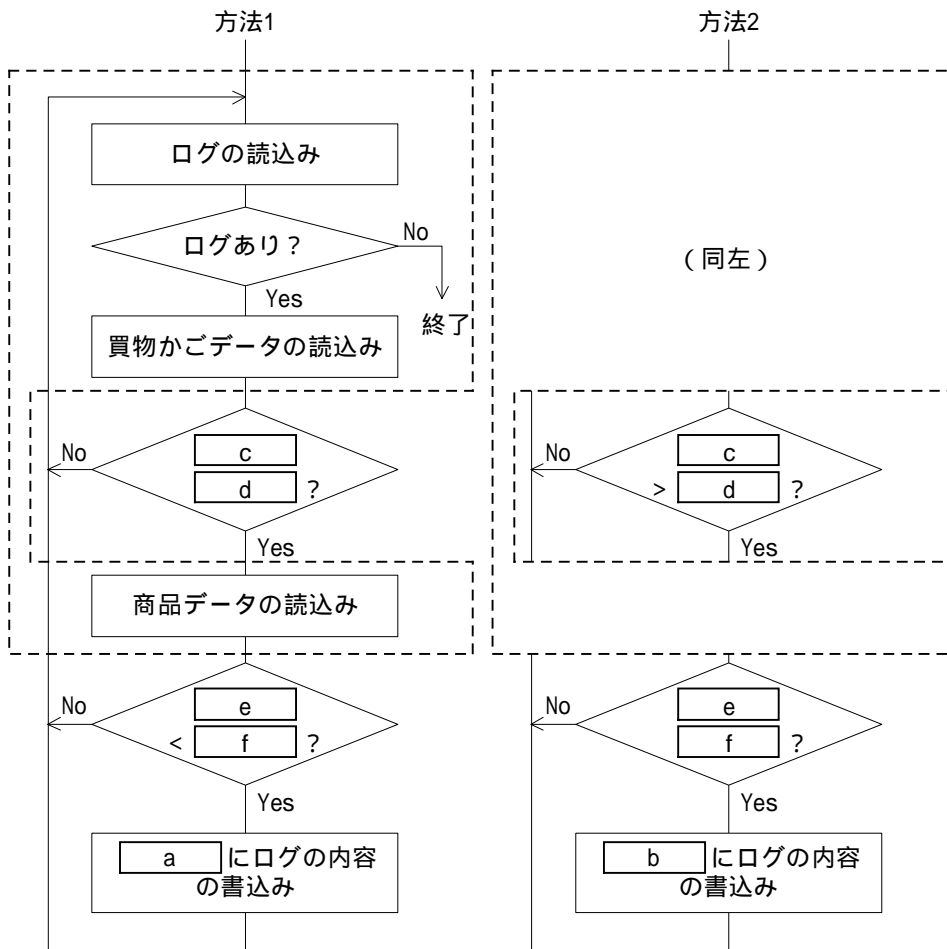 方法1
ログの読込み
ログあり？
No
Yes
終了
買物かごデータの読込み
c
d ？
No
Yes
商品データの読込み
e
< f ？
No
Yes
a にログの内容
の書込み
方法2
（同左）
c
> d ？
No
Yes
e
f ？
No
Yes
b にログの内容
の書込み